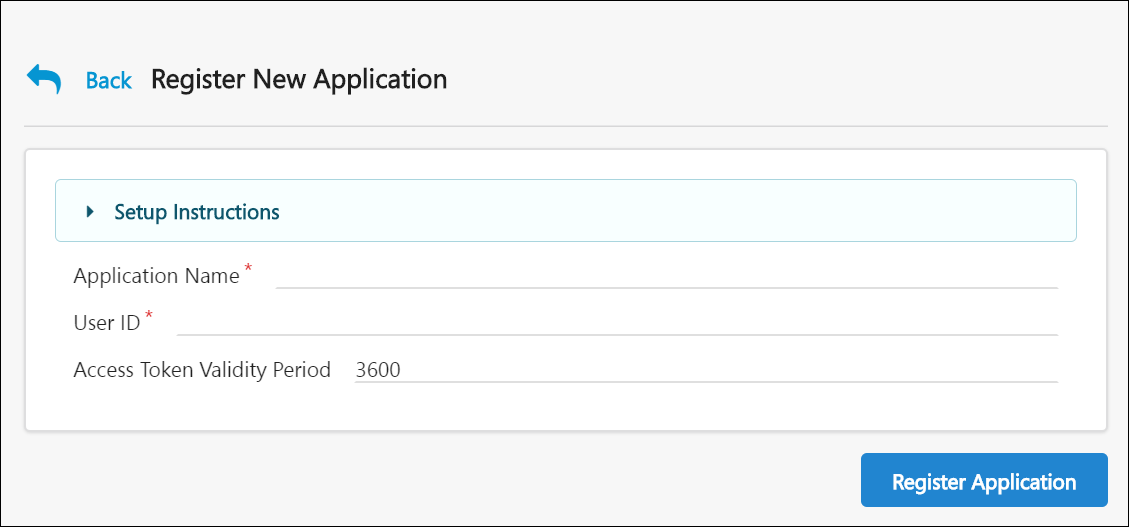 Back Register New Application
Setup Instructions
Application Name *
User ID *
Access Token Validity Period 3600
Register Application